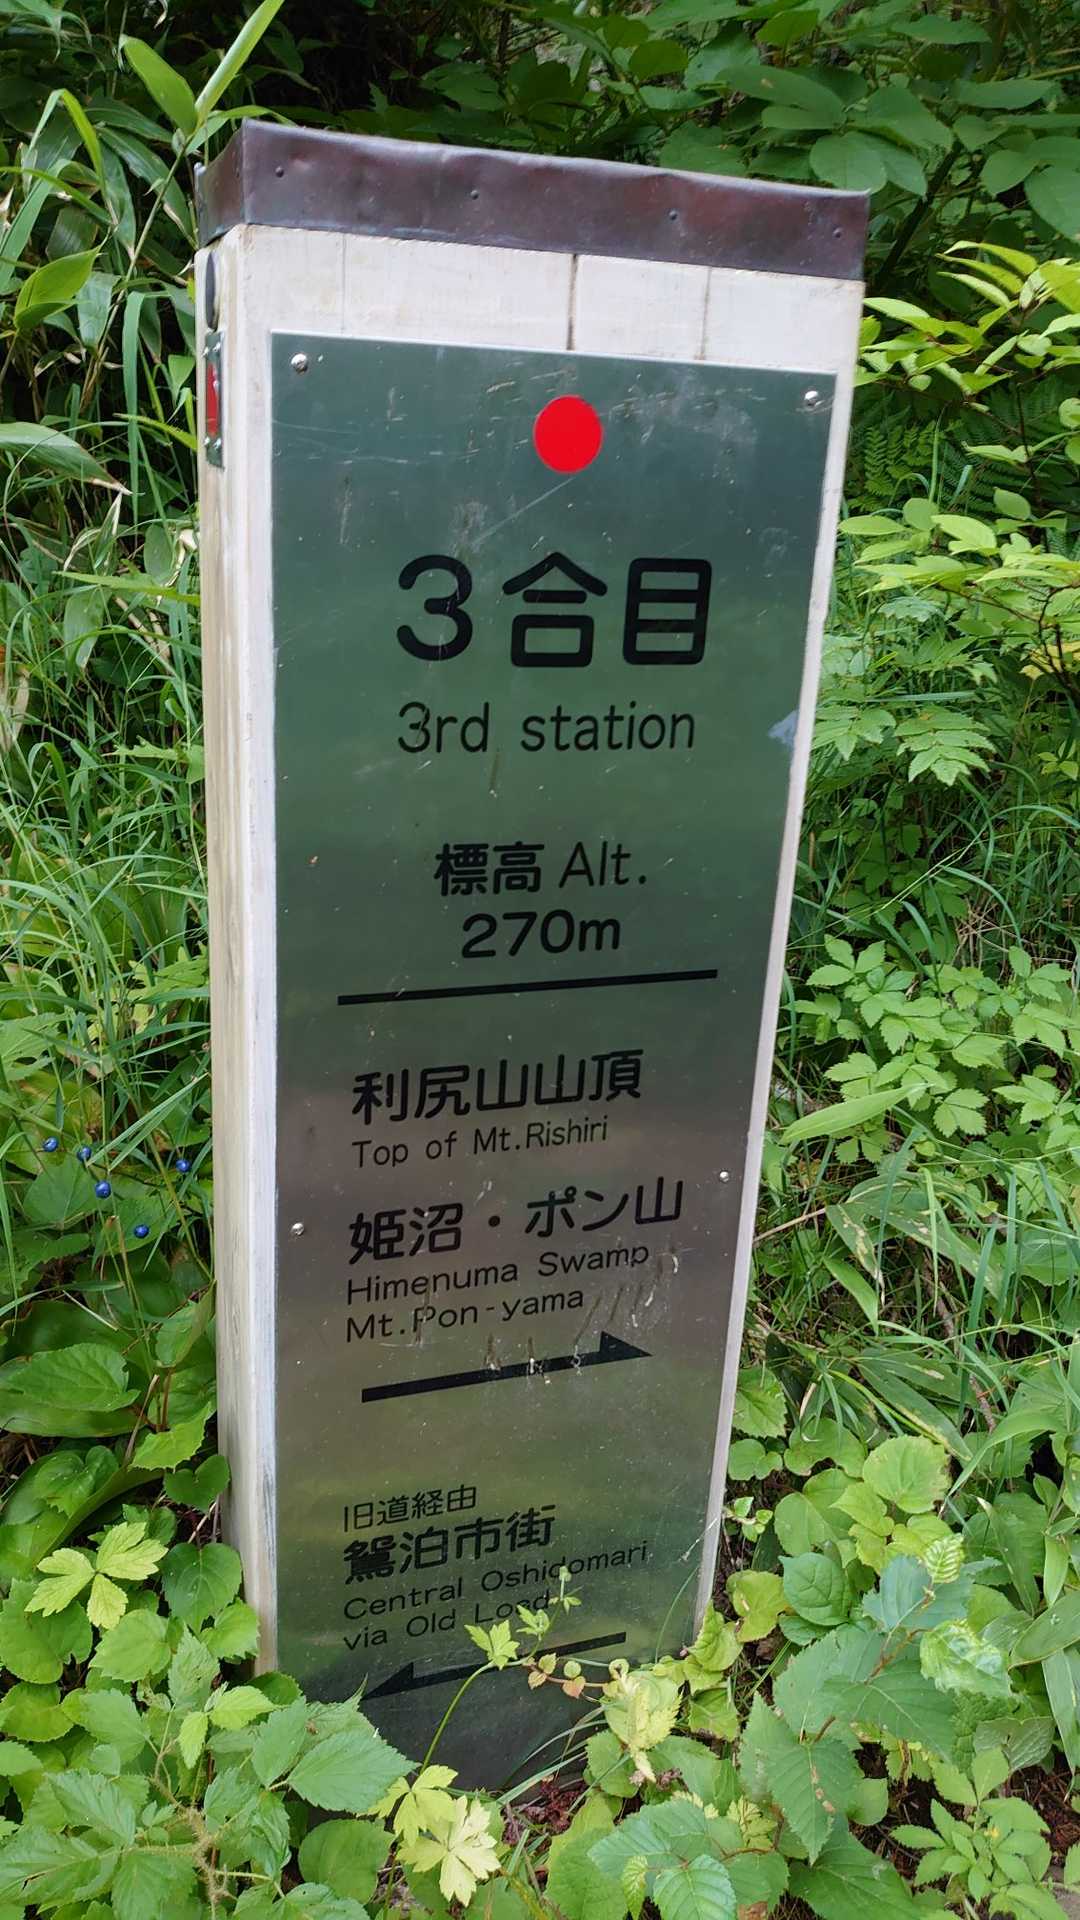 ３合目
3rd station
標高 Alt.
270m
利尻山山頂
Top of Mt.Rishiri
姫沼・ポン山
Himenuma Swamp
Mt.Pon-yama
旧道経由
鴛泊市街
Central Oshidomari
via Old Load